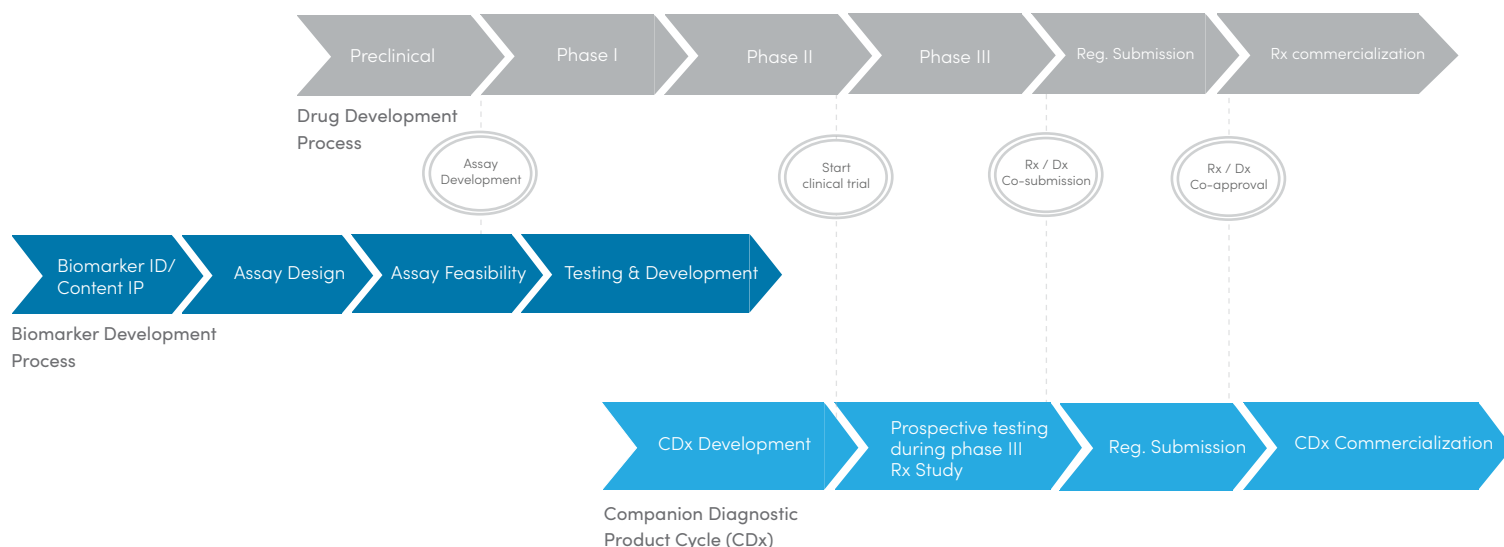 Preclinical
Phase I
Phase II
Phase III
Reg. Submission
Rx commercialization
Drug Development
Process
Assay
Development
Start
clinical trial
Rx / Dx
Co-submission
Rx / Dx
Co-approval
Biomarker ID/
Content IP
Assay Design
Assay Feasibility
Testing & Development
Biomarker Development
Process
CDx Development
Prospective testing
during phase III
Rx Study
Reg. Submission
CDx Commercialization
Companion Diagnostic
Product Cycle (CDx)